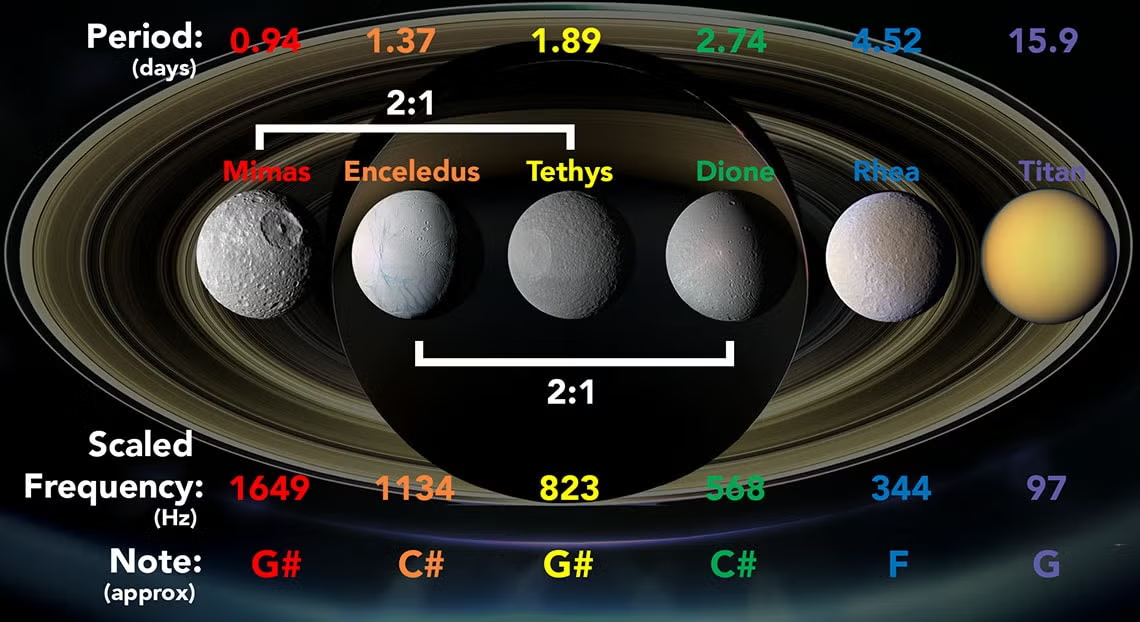 Period: 0.94 1.37 1.89 2.74 4.52 15.9
(days)
2:1
Mimas Enceledus Tethys Dione Rhea Titan
2:1
Scaled
Frequency: 1649 1134 823 568 344 97
(Hz)
Note: G# C# G# C# F G
(approx)